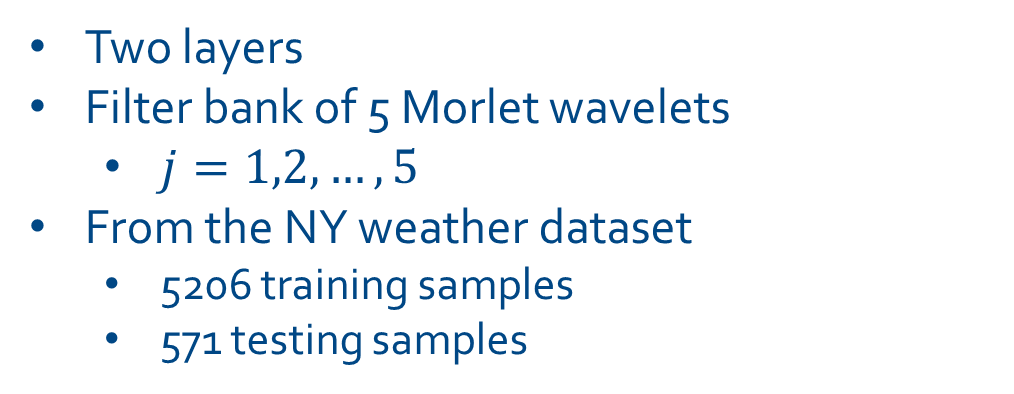 • Two layers
• Filter bank of 5 Morlet wavelets
• j = 1,2, … , 5
• From the NY weather dataset
• 5206 training samples
• 571 testing samples